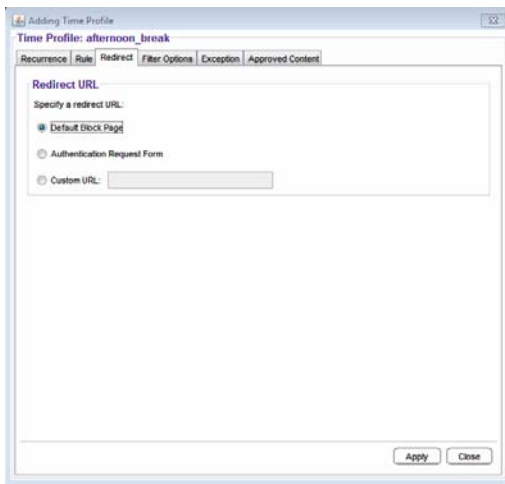 Adding Time Profile
Time Profile: afternoon_break
Recurrence Rule Redirect Filter Options Exception Approved Content
Redirect URL
Specify a redirect URL:
Default Block Page
Authentication Request Form
Custom URL:
Apply Close